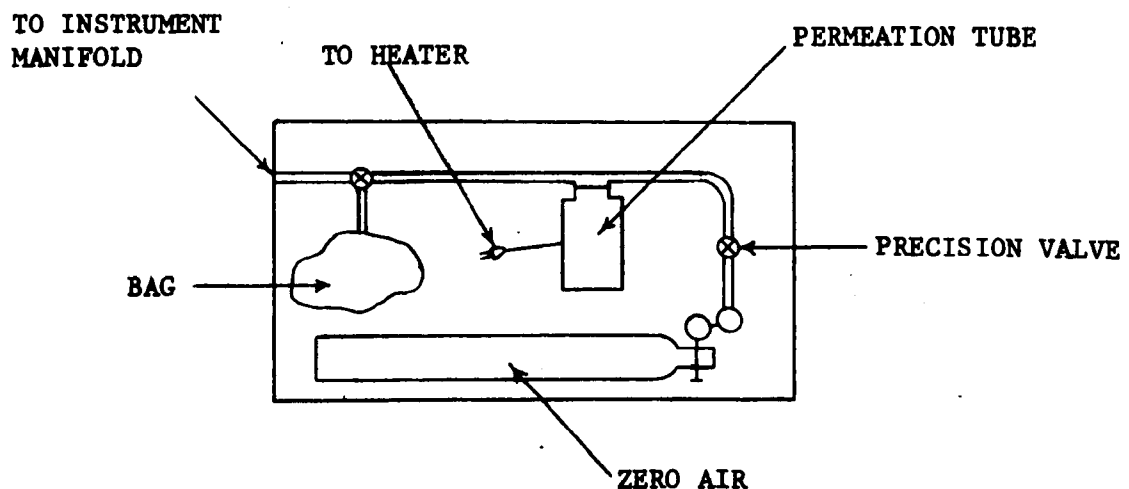 TO INSTRUMENT
MANIFOLD
TO HEATER
PERMEATION TUBE
PRECISION VALVE
BAG
ZERO AIR